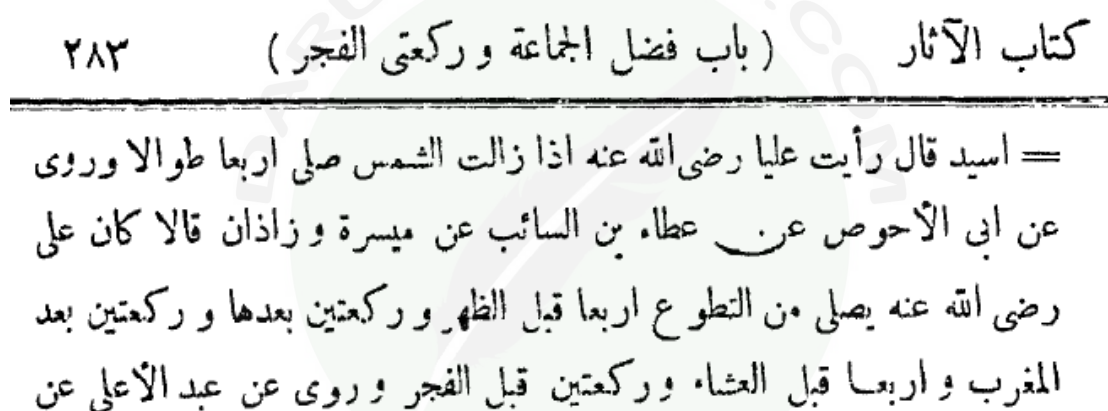 كتاب الآثار ( باب فضل الجماعة و ركعتى الفجر ) ٢٨٣
= اسيد قال رأيت عليا رضى الله عنه اذا زالت الشمس صلى اربعا طوالا وروى
عن ابى الأحوص عن عطاء بن السائب عن ميسرة و زاذان قالا كان على
رضى الله عنه يصلى من التطوع اربعا قبل الظهر و ركعتين بعدها و ركعتين بعد
المغرب و اربعا قبل العشاء و ركعتين قبل الفجر و روى عن عبد الأعلى عن